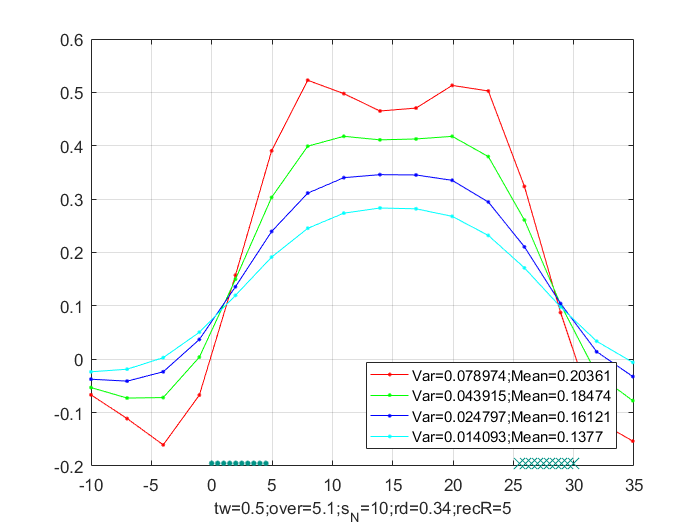 0.6
0.5
0.4
0.3
0.2
0.1
0
-0.1
-0.2
Var=0.078974;Mean=0.20361
Var=0.043915;Mean=0.18474
Var=0.024797;Mean=0.16121
Var=0.014093;Mean=0.1377
-10 -5 0 5 10 15 20 25 30 35
tw=0.5;over=5.1;s_N=10;rd=0.34;recR=5